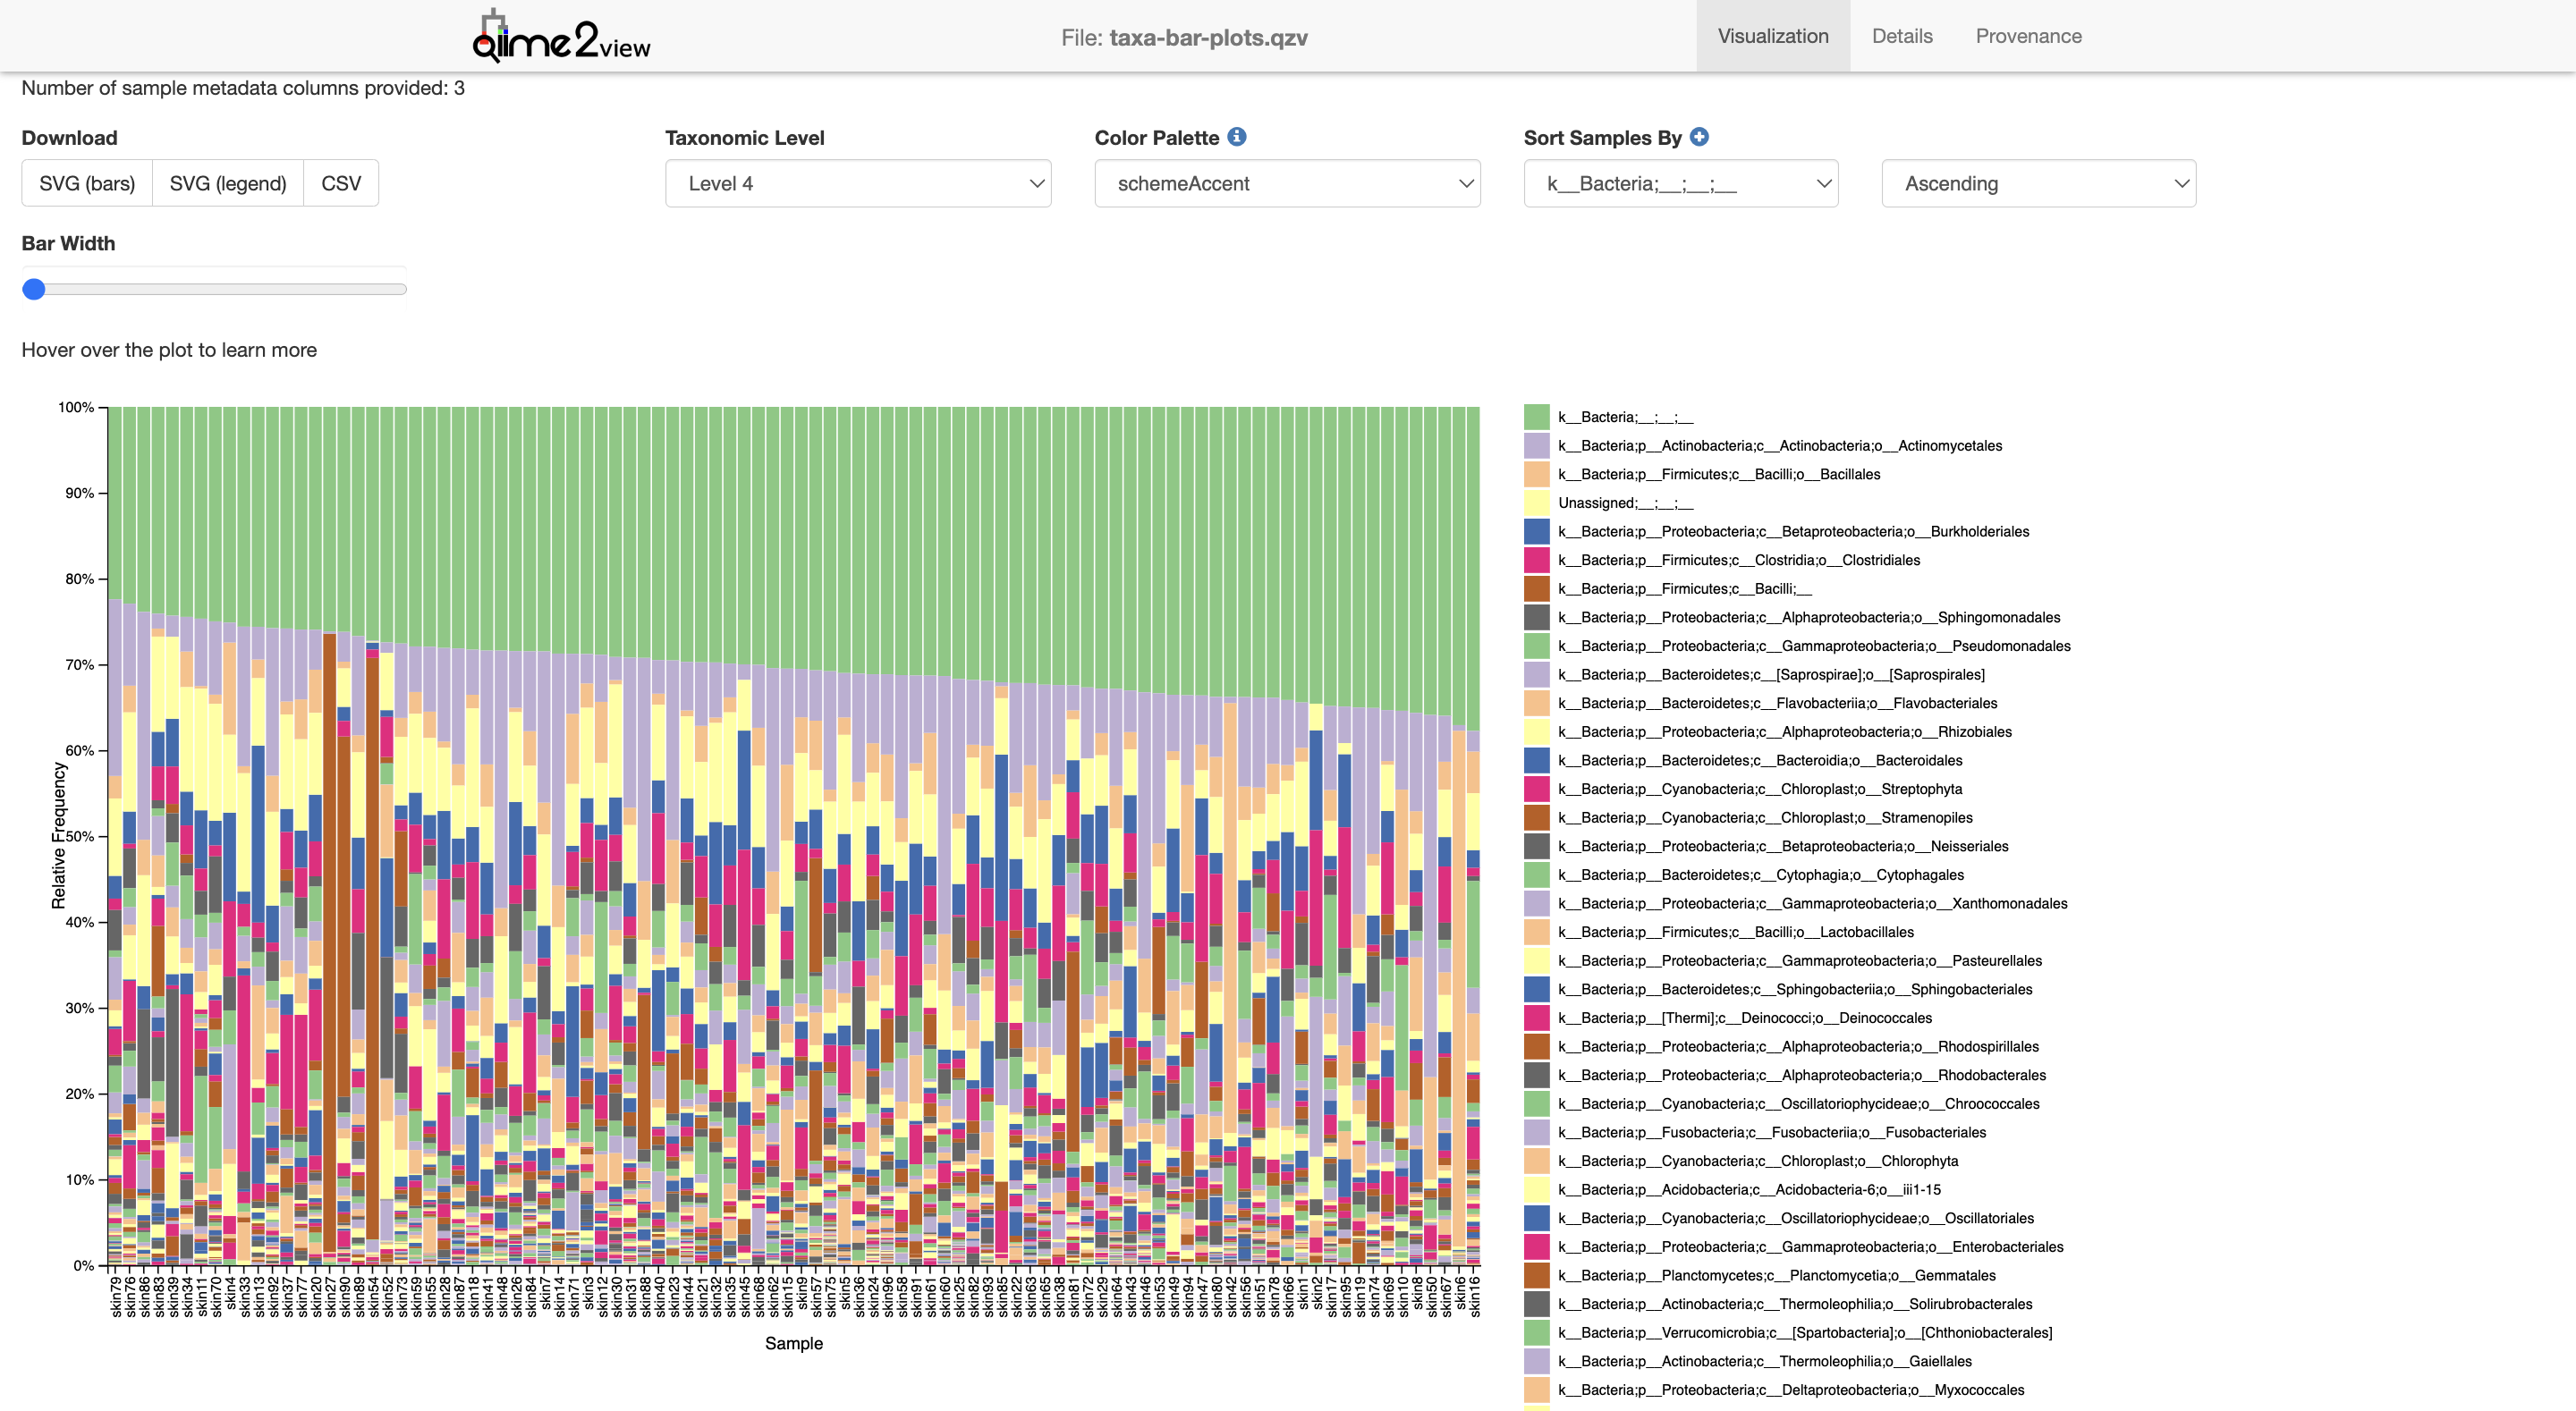 qiime2view
File: taxa-bar-plots.qzv
Visualization
Details
Provenance
Number of sample metadata columns provided: 3
Download
SVG (bars)
SVG (legend)
CSV
Taxonomic Level
Level 4
Color Palette
schemeAccent
Sort Samples By
k__Bacteria;__;__;__
Ascending
Bar Width
Hover over the plot to learn more
100%
90%
80%
70%
60%
50%
40%
30%
20%
10%
0%
Relative Frequency
skin79
skin76
skin86
skin83
skin39
skin34
skin11
skin70
skin4
skin33
skin13
skin92
skin37
skin77
skin20
skin27
skin90
skin89
skin54
skin52
skin73
skin59
skin55
skin28
skin87
skin18
skin41
skin48
skin26
skin84
skin7
skin14
skin71
skin3
skin12
skin30
skin31
skin88
skin40
skin23
skin44
skin21
skin32
skin35
skin45
skin68
skin62
skin15
skin9
skin57
skin75
skin5
skin36
skin24
skin96
skin58
skin91
skin61
skin60
skin25
skin82
skin93
skin85
skin22
skin63
skin65
skin38
skin81
skin72
skin29
skin64
skin43
skin46
skin53
skin49
skin94
skin47
skin80
skin42
skin56
skin51
skin78
skin66
skin1
skin2
skin17
skin95
skin19
skin74
skin69
skin10
skin8
skin50
skin67
skin6
skin16
Sample
k__Bacteria;__;__;__
k__Bacteria;p__Actinobacteria;c__Actinobacteria;o__Actinomycetales
k__Bacteria;p__Firmicutes;c__Bacilli;o__Bacillales
Unassigned;__;__;__
k__Bacteria;p__Proteobacteria;c__Betaproteobacteria;o__Burkholderiales
k__Bacteria;p__Firmicutes;c__Clostridia;o__Clostridiales
k__Bacteria;p__Firmicutes;c__Bacilli;__
k__Bacteria;p__Proteobacteria;c__Alphaproteobacteria;o__Sphingomonadales
k__Bacteria;p__Proteobacteria;c__Gammaproteobacteria;o__Pseudomonadales
k__Bacteria;p__Bacteroidetes;c__[Saprospirae];o__[Saprospirales]
k__Bacteria;p__Bacteroidetes;c__Flavobacteriia;o__Flavobacteriales
k__Bacteria;p__Proteobacteria;c__Alphaproteobacteria;o__Rhizobiales
k__Bacteria;p__Bacteroidetes;c__Bacteroidia;o__Bacteroidales
k__Bacteria;p__Cyanobacteria;c__Chloroplast;o__Streptophyta
k__Bacteria;p__Cyanobacteria;c__Chloroplast;o__Stramenopiles
k__Bacteria;p__Proteobacteria;c__Betaproteobacteria;o__Neisseriales
k__Bacteria;p__Bacteroidetes;c__Cytophagia;o__Cytophagales
k__Bacteria;p__Proteobacteria;c__Gammaproteobacteria;o__Xanthomonadales
k__Bacteria;p__Firmicutes;c__Bacilli;o__Lactobacillales
k__Bacteria;p__Proteobacteria;c__Gammaproteobacteria;o__Pasteurellales
k__Bacteria;p__Bacteroidetes;c__Sphingobacteriia;o__Sphingobacteriales
k__Bacteria;p__[Thermi];c__Deinococci;o__Deinococcales
k__Bacteria;p__Proteobacteria;c__Alphaproteobacteria;o__Rhodospirillales
k__Bacteria;p__Proteobacteria;c__Alphaproteobacteria;o__Rhodobacterales
k__Bacteria;p__Cyanobacteria;c__Oscillatoriophycideae;o__Chroococcales
k__Bacteria;p__Fusobacteria;c__Fusobacteriia;o__Fusobacteriales
k__Bacteria;p__Cyanobacteria;c__Chloroplast;o__Chlorophyta
k__Bacteria;p__Acidobacteria;c__Acidobacteria-6;o__iii1-15
k__Bacteria;p__Cyanobacteria;c__Oscillatoriophycideae;o__Oscillatoriales
k__Bacteria;p__Proteobacteria;c__Gammaproteobacteria;o__Enterobacteriales
k__Bacteria;p__Planctomycetes;c__Planctomycetia;o__Gemmatales
k__Bacteria;p__Actinobacteria;c__Thermoleophilia;o__Solirubrobacterales
k__Bacteria;p__Verrucomicrobia;c__[Spartobacteria];o__[Chthoniobacterales]
k__Bacteria;p__Actinobacteria;c__Thermoleophilia;o__Gaiellales
k__Bacteria;p__Proteobacteria;c__Deltaproteobacteria;o__Myxococcales